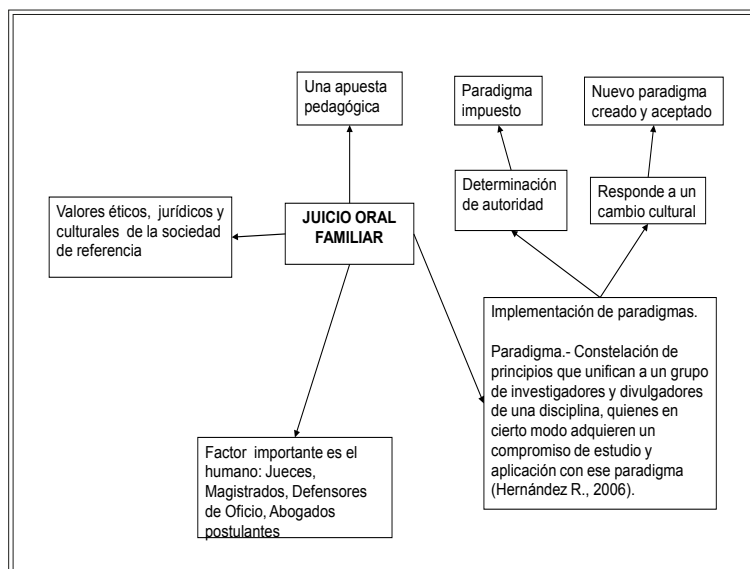 Una apuesta
pedagógica
Paradigma
impuesto
Nuevo paradigma
creado y aceptado
Determinación
de autoridad
Responde a un
cambio cultural
Valores éticos, jurídicos y
culturales de la sociedad
de referencia
JUICIO ORAL
FAMILIAR
Implementación de paradigmas.
Paradigma.- Constelación de
principios que unifican a un grupo
de investigadores y divulgadores
de una disciplina, quienes en
cierto modo adquieren un
compromiso de estudio y
aplicación con ese paradigma
(Hernández R., 2006).
Factor importante es el
humano: Jueces,
Magistrados, Defensores
de Oficio, Abogados
postulantes